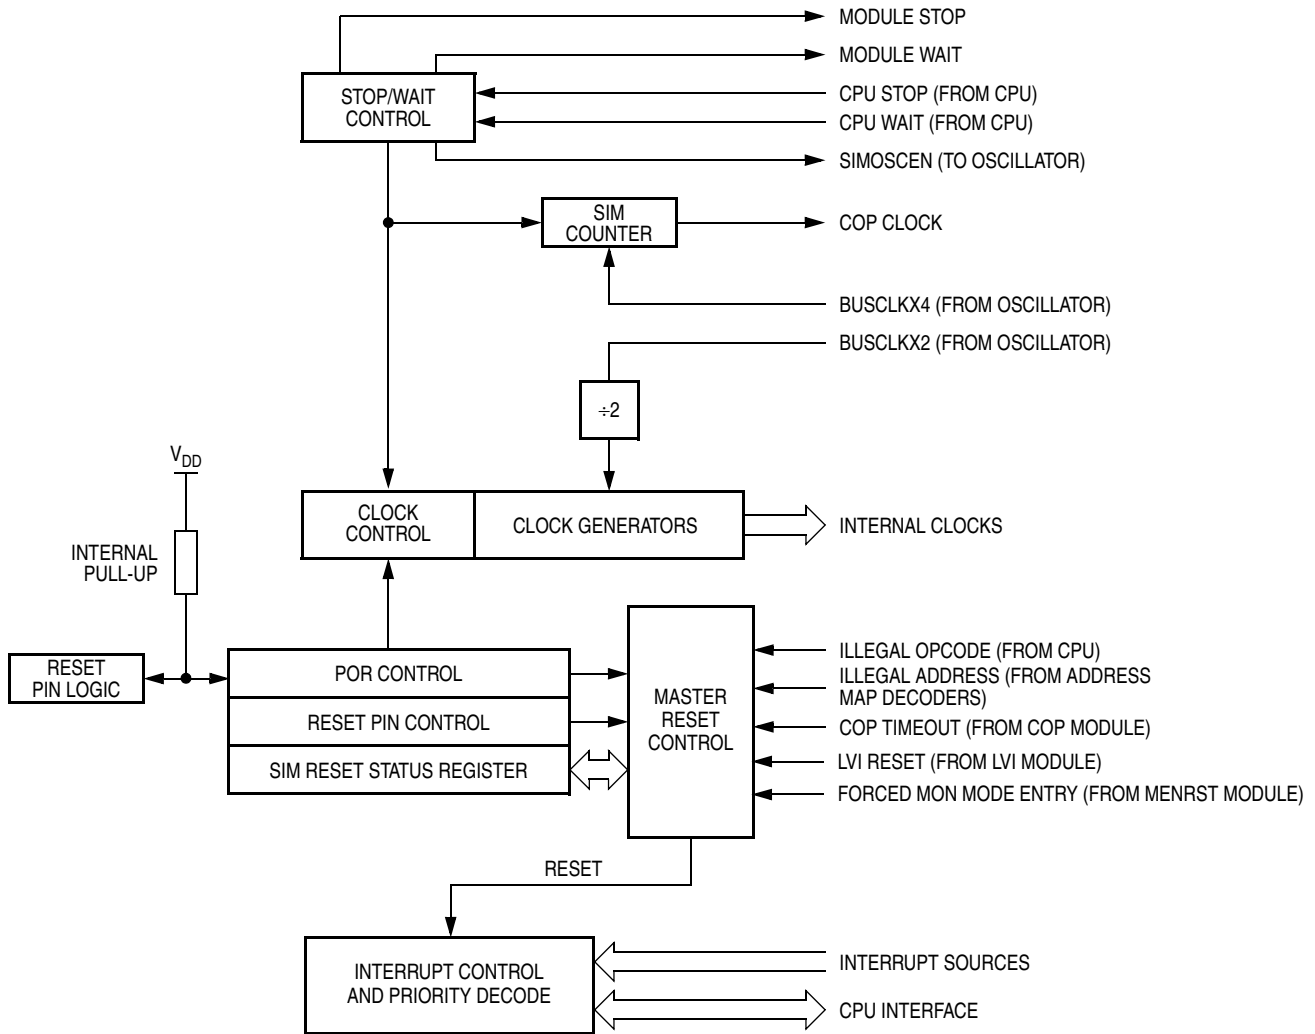 MODULE STOP
MODULE WAIT
STOP/WAIT
CONTROL
CPU STOP (FROM CPU)
CPU WAIT (FROM CPU)
SIMOSCEN (TO OSCILLATOR)
SIM
COUNTER
COP CLOCK
BUSCLKX4 (FROM OSCILLATOR)
BUSCLKX2 (FROM OSCILLATOR)
÷2
VDD
INTERNAL
PULL-UP
CLOCK
CONTROL
CLOCK GENERATORS
INTERNAL CLOCKS
RESET
PIN LOGIC
POR CONTROL
RESET PIN CONTROL
SIM RESET STATUS REGISTER
MASTER
RESET
CONTROL
ILLEGAL OPCODE (FROM CPU)
ILLEGAL ADDRESS (FROM ADDRESS
MAP DECODERS)
COP TIMEOUT (FROM COP MODULE)
LVI RESET (FROM LVI MODULE)
FORCED MON MODE ENTRY (FROM MENRST MODULE)
RESET
INTERRUPT CONTROL
AND PRIORITY DECODE
INTERRUPT SOURCES
CPU INTERFACE